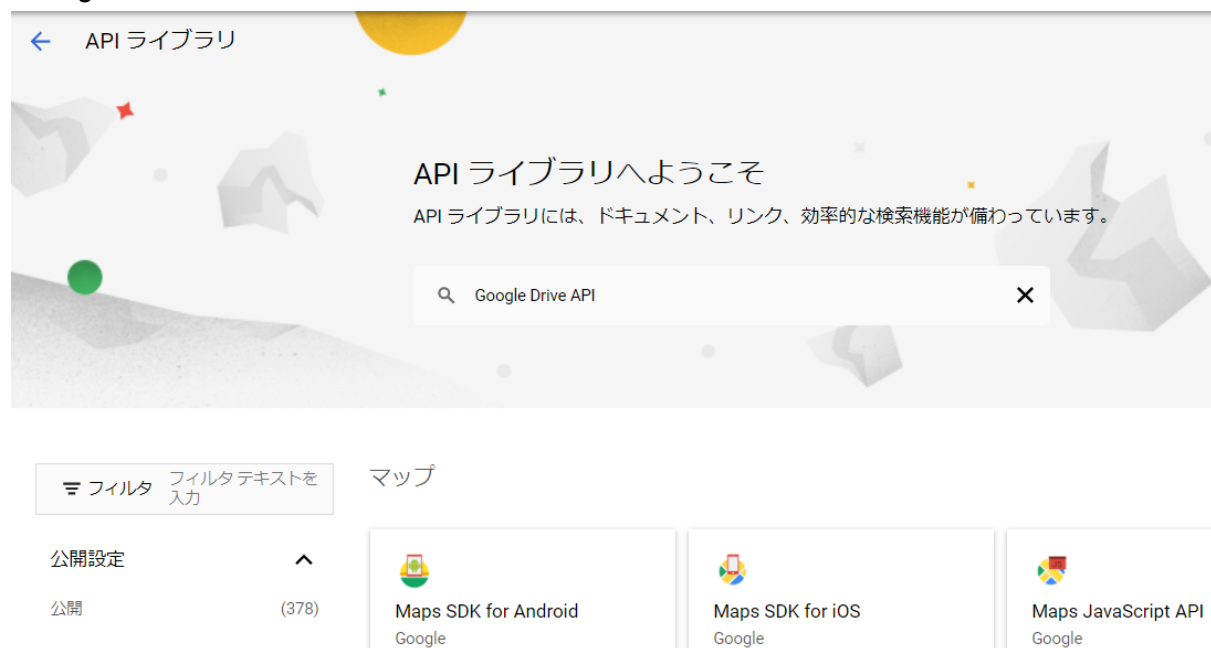 API ライブラリ
API ライブラリへようこそ
API ライブラリには、ドキュメント、リンク、効率的な検索機能が備わっています。
Google Drive API
フィルタ フィルタ テキストを
入力
マップ
公開設定
公開 (378)
Maps SDK for Android
Google
Maps SDK for iOS
Google
Maps JavaScript API
Google